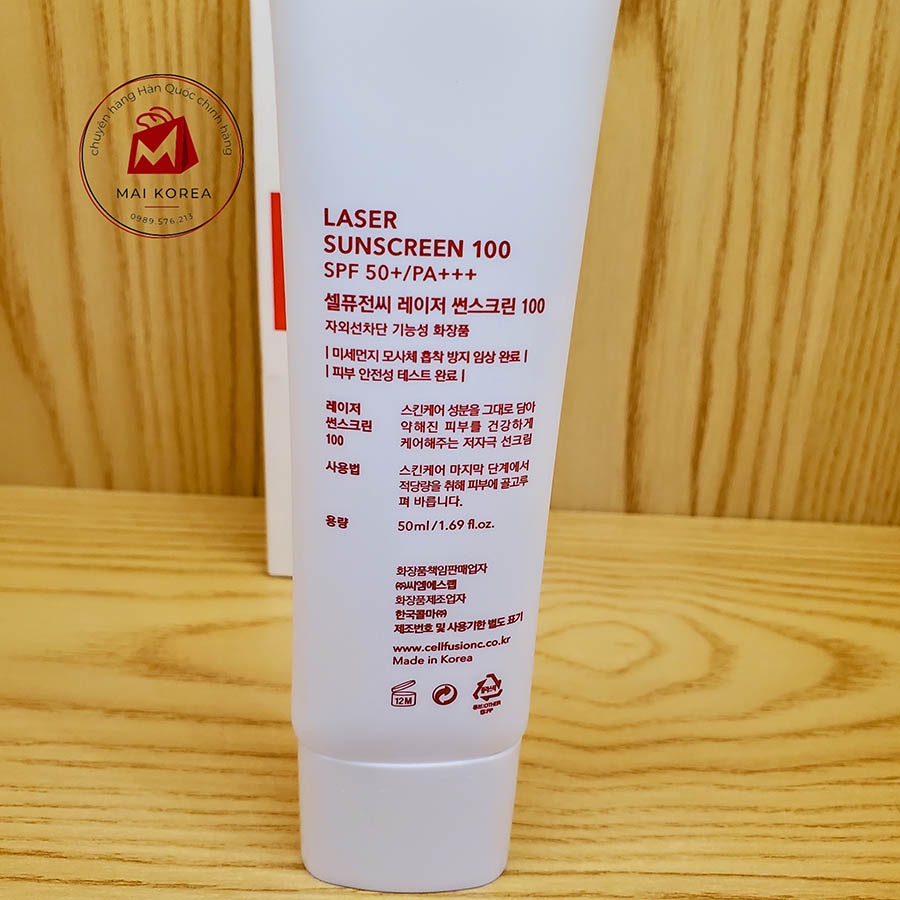 chuyên hàng Hàn Quốc chính hãng
MAI KOREA
0989.576.213
LASER
SUNSCREEN 100
SPF 50+/PA+++
셀퓨전씨 레이저 썬스크린 100
자외선차단 기능성 화장품
| 미세먼지 모사체 흡착 방지 임상 완료 |
| 피부 안전성 테스트 완료 |
레이저 스킨케어 성분을 그대로 담아
썬스크린 약해진 피부를 건강하게
100 케어해주는 저자극 선크림
사용법 스킨케어 마지막 단계에서
적당량을 취해 피부에 골고루
펴 바릅니다.
용량 50ml/1.69 fl.oz.
화장품책임판매업자
㈜씨엠에스랩
화장품제조업자
한국콜마㈜
제조번호 및 사용기한 별도 표기
www.cellfusionc.co.kr
Made in Korea
12M